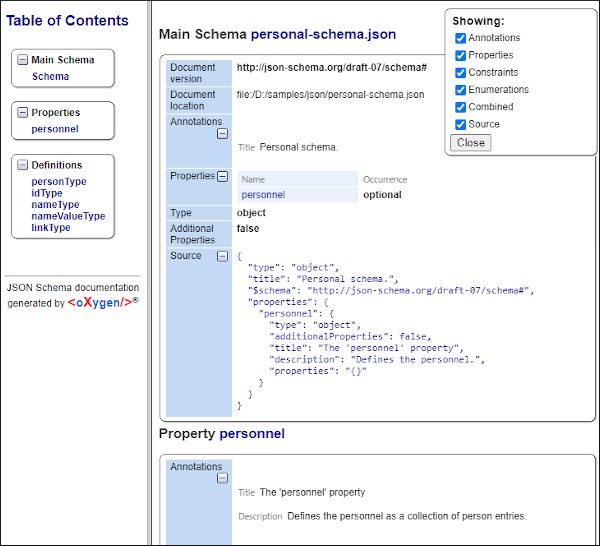 Table of Contents
Main Schema
Schema
Properties
personnel
Definitions
personType
idType
nameType
nameValueType
linkType
JSON Schema documentation
generated by <oXygen/>®
Main Schema personal-schema.json
Showing:
Annotations
Properties
Constraints
Enumerations
Combined
Source
Close
Document version
http://json-schema.org/draft-07/schema#
Document location
file:/D:/samples/json/personal-schema.json
Annotations
Title Personal schema.
Properties
Name Occurrence
personnel optional
Type object
Additional Properties
false
Source
{
"type": "object",
"title": "Personal schema.",
"$schema": "http://json-schema.org/draft-07/schema#",
"properties": {
"personnel": {
"type": "object",
"additionalProperties": false,
"title": "The 'personnel' property",
"description": "Defines the personnel.",
"properties": "{}"
}
}
}
Property personnel
Annotations
Title The 'personnel' property
Description Defines the personnel as a collection of person entries.